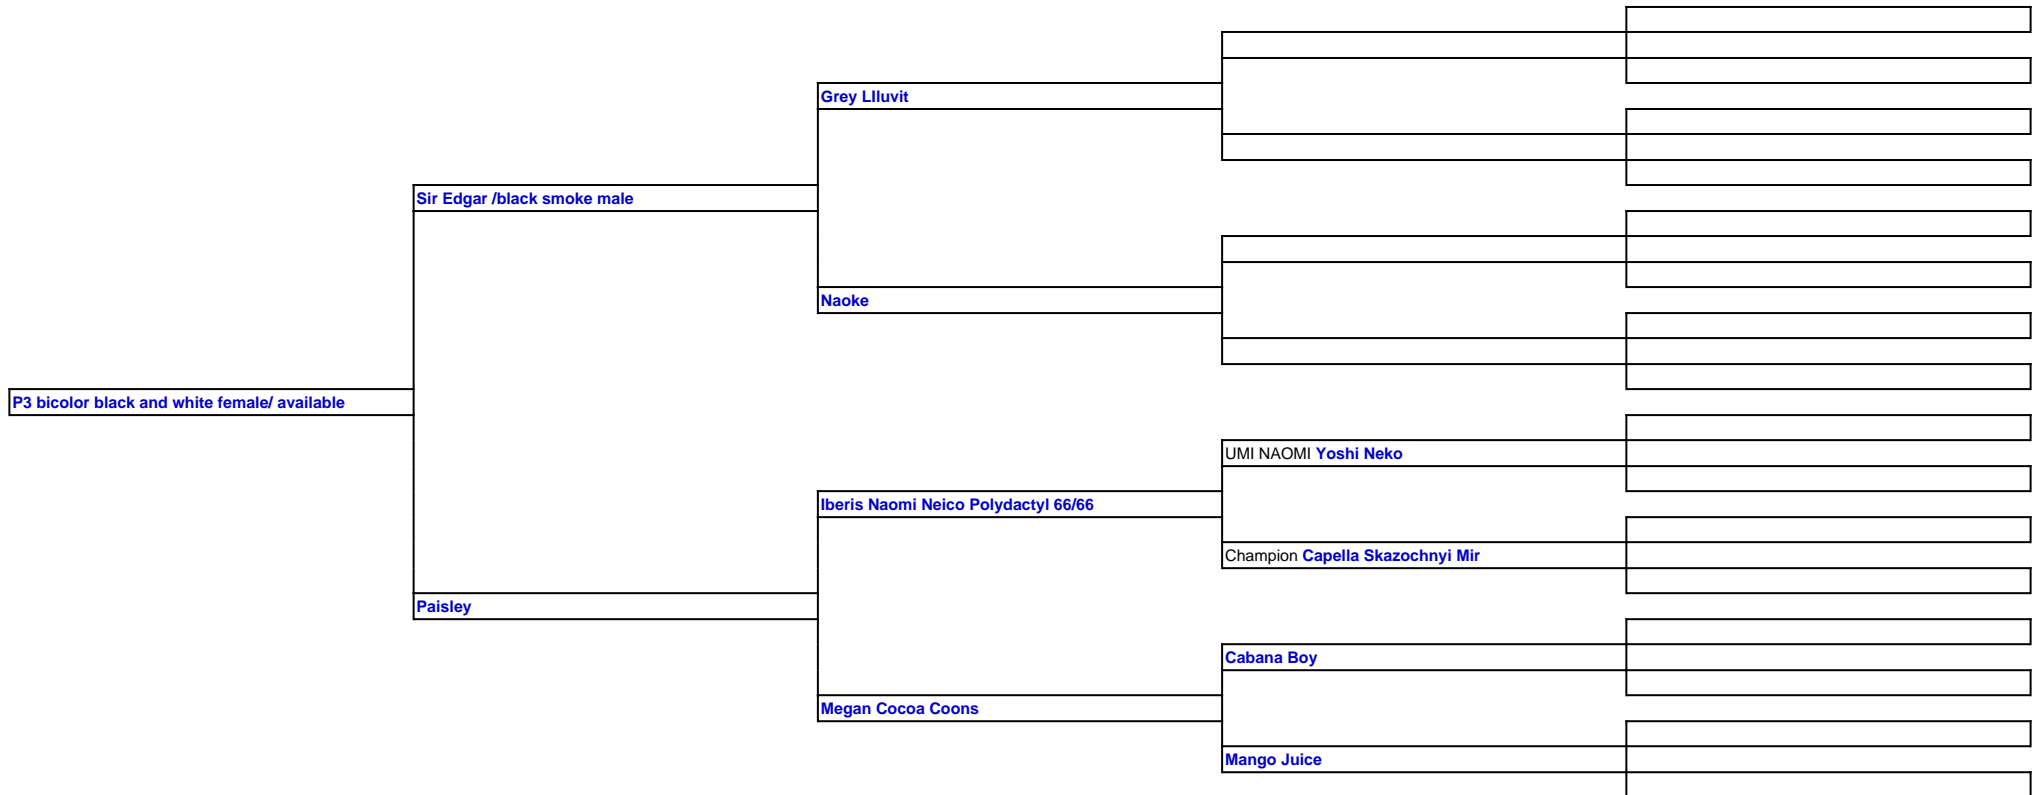 Grey LIluvit
Sir Edgar /black smoke male
Naoke
P3 bicolor black and white female/ available
UMI NAOMI Yoshi Neko
Iberis Naomi Neico Polydactyl 66/66
Champion Capella Skazochnyi Mir
Paisley
Cabana Boy
Megan Cocoa Coons
Mango Juice